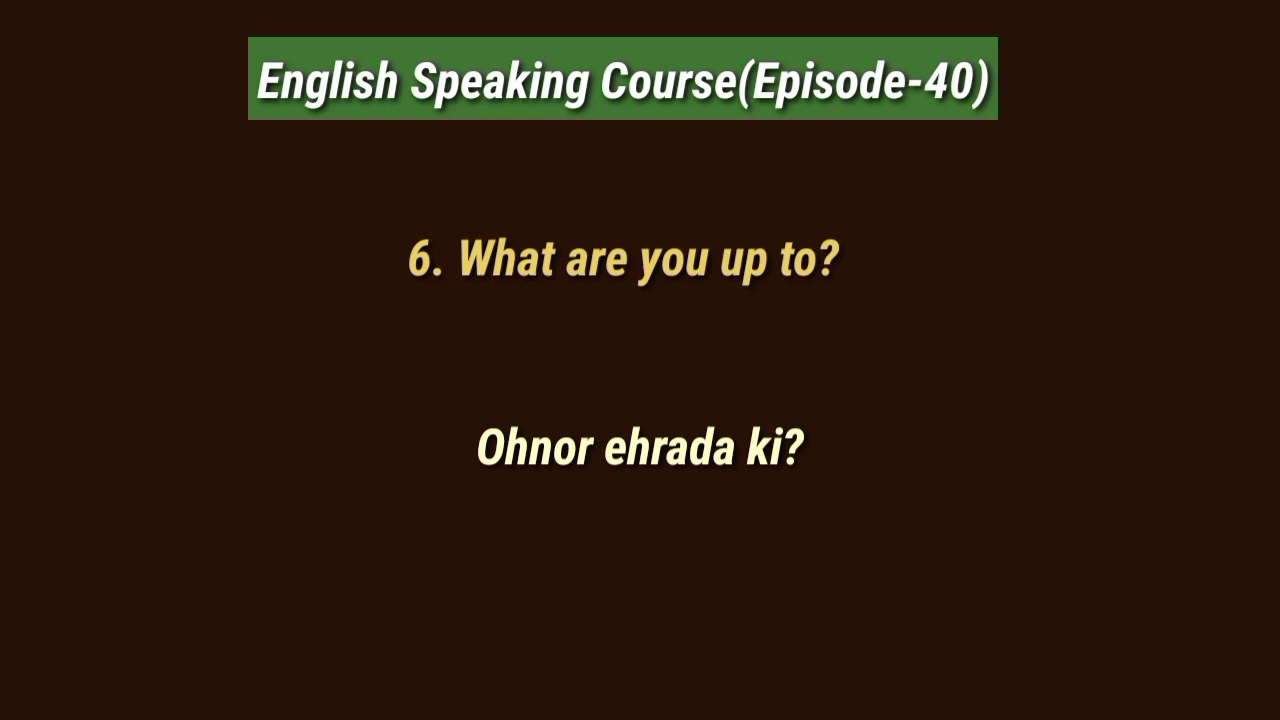 English Speaking Course(Episode-40)
6. What are you up to?
Ohnor ehrada ki?